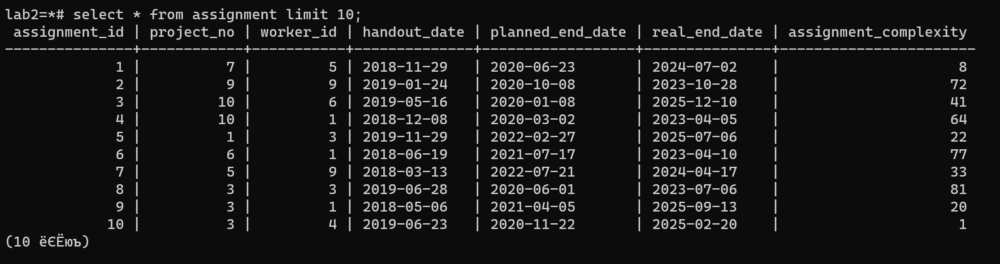 lab2=*# select * from assignment limit 10;
 assignment_id | project_no | worker_id | handout_date | planned_end_date | real_end_date | assignment_complexity
---------------+------------+-----------+--------------+------------------+---------------+-----------------------
             1 |          7 |         5 | 2018-11-29   | 2020-06-23       | 2024-07-02    |                     8
             2 |          9 |         9 | 2019-01-24   | 2020-10-08       | 2023-10-28    |                    72
             3 |         10 |         6 | 2019-05-16   | 2020-01-08       | 2025-12-10    |                    41
             4 |         10 |         1 | 2018-12-08   | 2020-03-02       | 2023-04-05    |                    64
             5 |          1 |         3 | 2019-11-29   | 2022-02-27       | 2025-07-06    |                    22
             6 |          6 |         1 | 2018-06-19   | 2021-07-17       | 2023-04-10    |                    77
             7 |          5 |         9 | 2018-03-13   | 2022-07-21       | 2024-04-17    |                    33
             8 |          3 |         3 | 2019-06-28   | 2020-06-01       | 2023-07-06    |                    81
             9 |          3 |         1 | 2018-05-06   | 2021-04-05       | 2025-09-13    |                    20
            10 |          3 |         4 | 2019-06-23   | 2020-11-22       | 2025-02-20    |                     1
(10 ёЄЁюъ)